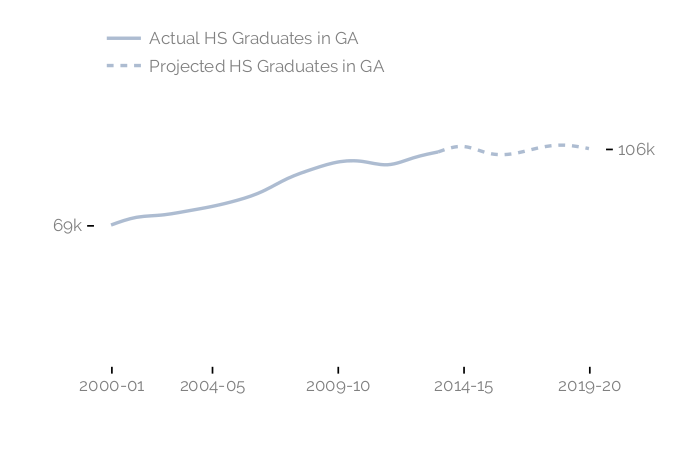 Actual HS Graduates in GA
Projected HS Graduates in GA
106k
69k
2000-01 2004-05 2009-10 2014-15 2019-20